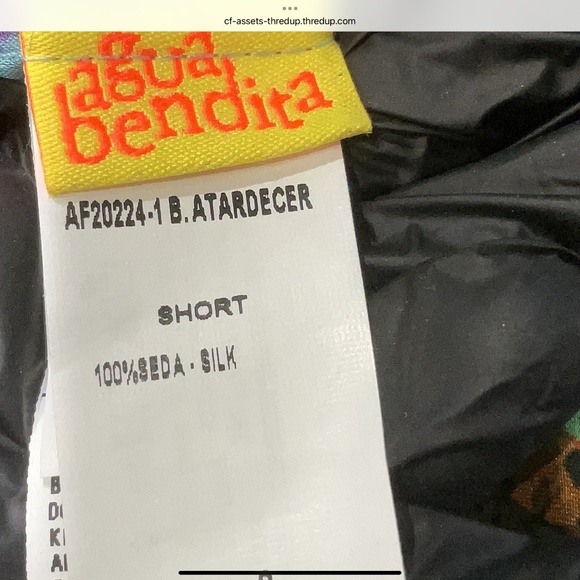 cf-assets-thredup.thredup.com
agua
bendita
AF20224-1 B. ATARDECER
SHORT
100%SEDA - SILK
B
D
K
A